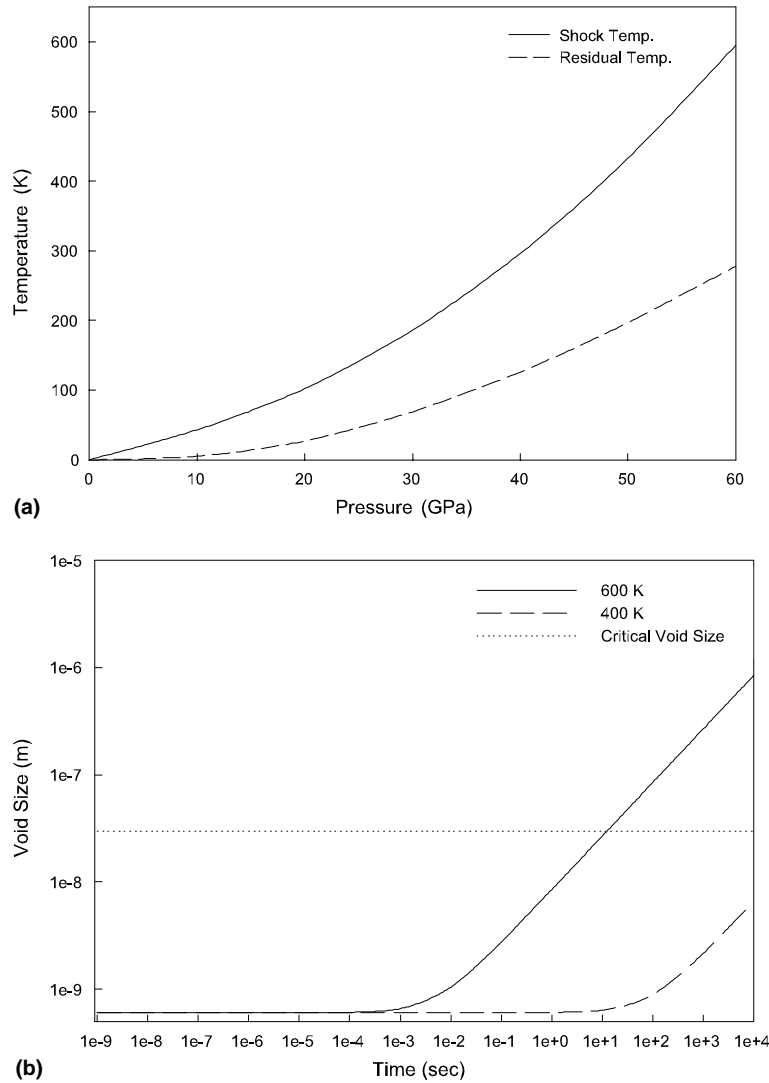 600
500
400
300
200
100
0
Temperature (K)
Shock Temp.
Residual Temp.
0 10 20 30 40 50 60
Pressure (GPa)
(a)
1e-5
1e-6
1e-7
1e-8
1e-9
Void Size (m)
600 K
400 K
Critical Void Size
1e-9 1e-8 1e-7 1e-6 1e-5 1e-4 1e-3 1e-2 1e-1 1e+0 1e+1 1e+2 1e+3 1e+4
Time (sec)
(b)